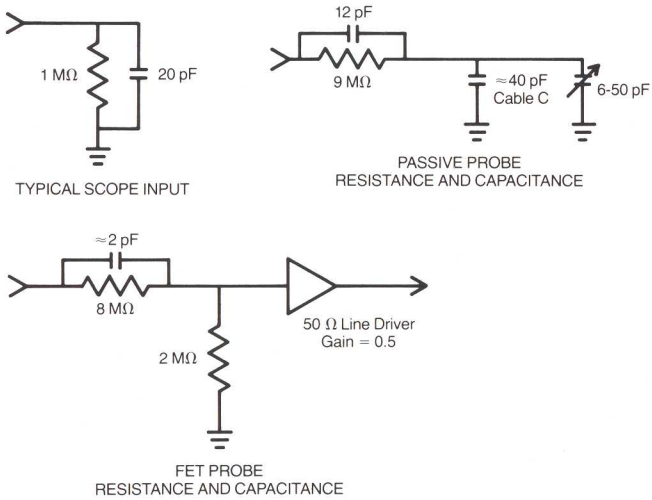 1 MΩ
20 pF
TYPICAL SCOPE INPUT
12 pF
9 MΩ
≈40 pF
Cable C
6-50 pF
PASSIVE PROBE
RESISTANCE AND CAPACITANCE
≈2 pF
8 MΩ
2 MΩ
50 Ω Line Driver
Gain = 0.5
FET PROBE
RESISTANCE AND CAPACITANCE